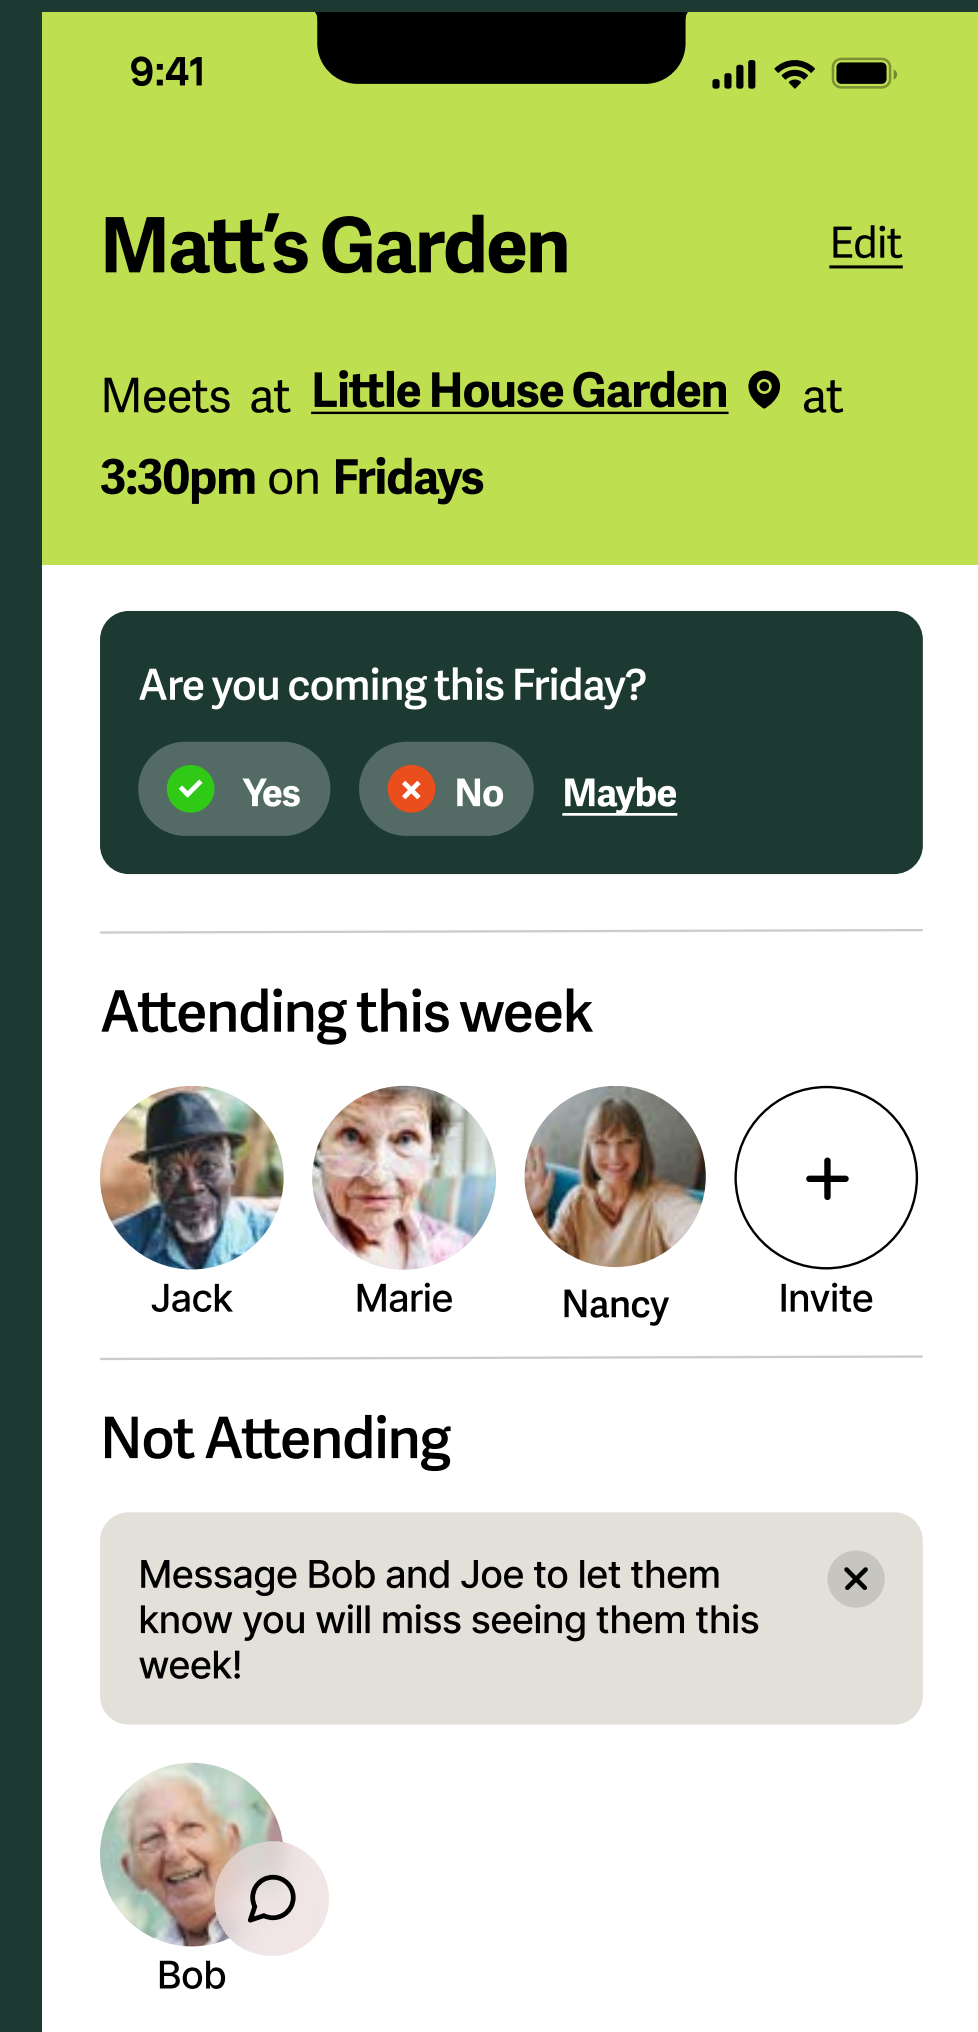 9:41
Matt’s Garden
Edit
Meets at Little House Garden at
3:30pm on Fridays
Are you coming this Friday?
Yes No Maybe
Attending this week
Jack Marie Nancy Invite
Not Attending
Message Bob and Joe to let them
know you will miss seeing them this
week!
Bob